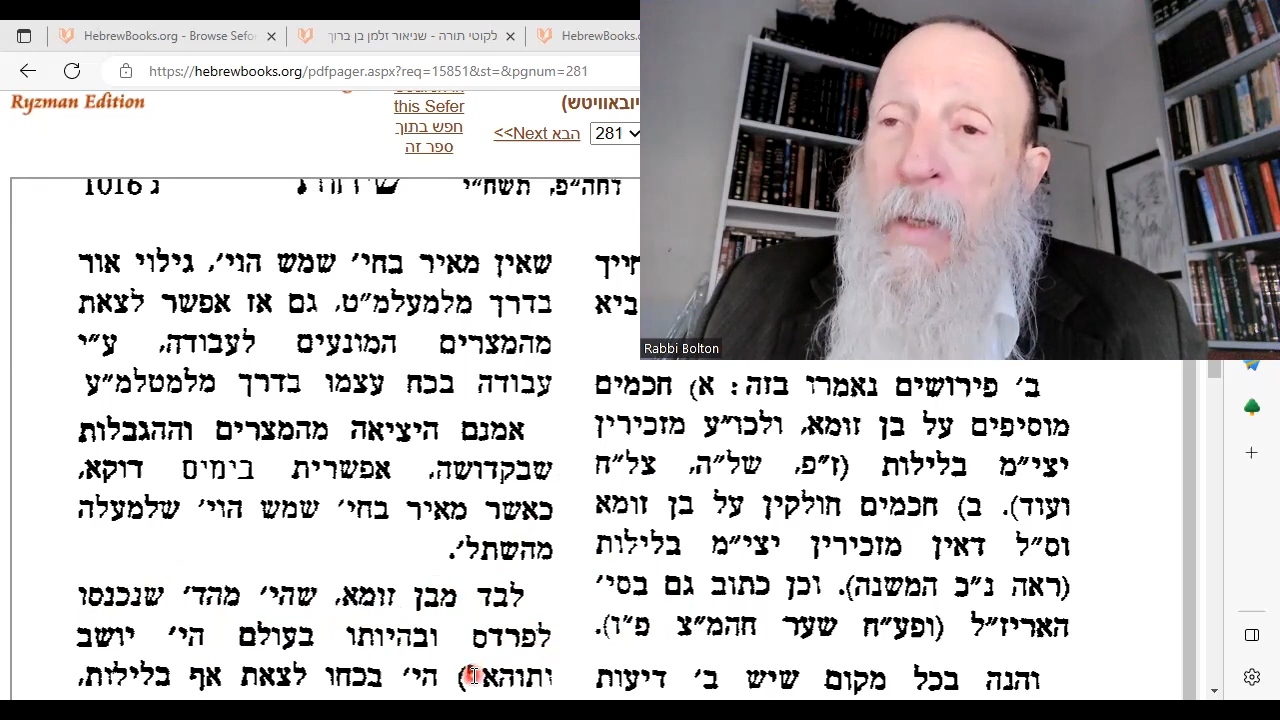 HebrewBooks.org - Browse Sefo
לקוטי תורה - שניאור זלמן בן ברוך
HebrewBooks
https://hebrewbooks.org/pdfpager.aspx?req=15851&st=&pgnum=281
Ryzman Edition
Search in
this Sefer
חפש בתוך
ספר זה
יובאוויטש)
<<Next הבא
281
Rabbi Bolton
דחה״פ, תשח״י
שיחות
ג 1016
חייך
ביא
ב׳ פירושים נאמרו בזה: א) חכמים
מוסיפים על בן זומא, ולכו״ע מזכירין
יצי״מ בלילות (ז״פ, של״ה, צל״ח
ועוד). ב) חכמים חולקין על בן זומא
וס״ל דאין מזכירין יצי״מ בלילות
(ראה נ״כ המשנה). וכן כתוב גם בסי׳
האריז״ל (ופע״ח שער חהמ״צ פ״ו).
והנה בכל מקום שיש ב׳ דיעות
שאין מאיר בחי׳ שמש הוי׳, גילוי אור
בדרך מלמעלמ״ט, גם אז אפשר לצאת
מהמצרים המונעים לעבודה, ע״י
עבודה בכח עצמו בדרך מלמטלמ״ע
אמנם היציאה מהמצרים וההגבלות
שבקדושה, אפשרית בימים דוקא,
כאשר מאיר בחי׳ שמש הוי׳ שלמעלה
מהשתל׳.
לבד מבן זומא, שהי׳ מהד׳ שנכנסו
לפרדס ובהיותו בעולם הי׳ יושב
ותוהא) הי׳ בכחו לצאת אף בלילות,